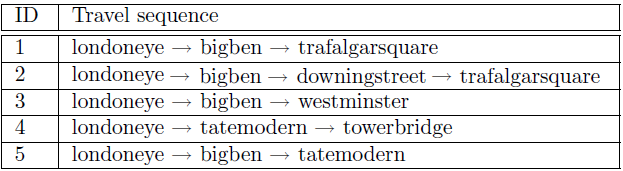 ID Travel sequence
1 londoneye → bigben → trafalgarsquare
2 londoneye → bigben → downingstreet → trafalgarsquare
3 londoneye → bigben → westminster
4 londoneye → tatemodern → towerbridge
5 londoneye → bigben → tatemodern